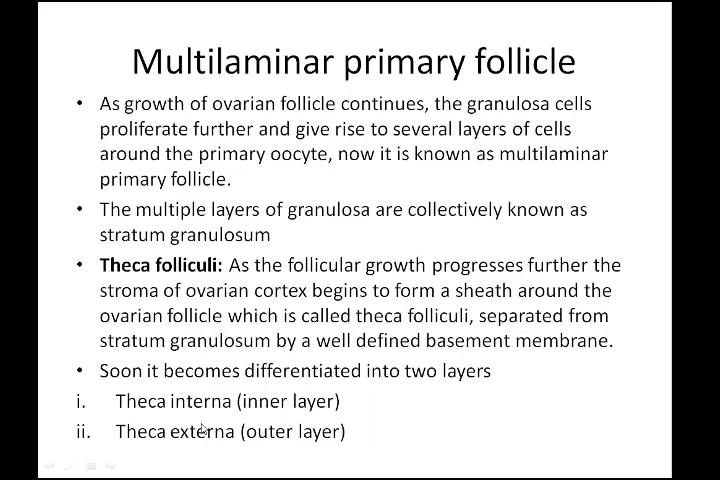 Multilaminar primary follicle
• As growth of ovarian follicle continues, the granulosa cells
proliferate further and give rise to several layers of cells
around the primary oocyte, now it is known as multilaminar
primary follicle.
• The multiple layers of granulosa are collectively known as
stratum granulosum
• Theca folliculi: As the follicular growth progresses further the
stroma of ovarian cortex begins to form a sheath around the
ovarian follicle which is called theca folliculi, separated from
stratum granulosum by a well defined basement membrane.
• Soon it becomes differentiated into two layers
i. Theca interna (inner layer)
ii. Theca externa (outer layer)